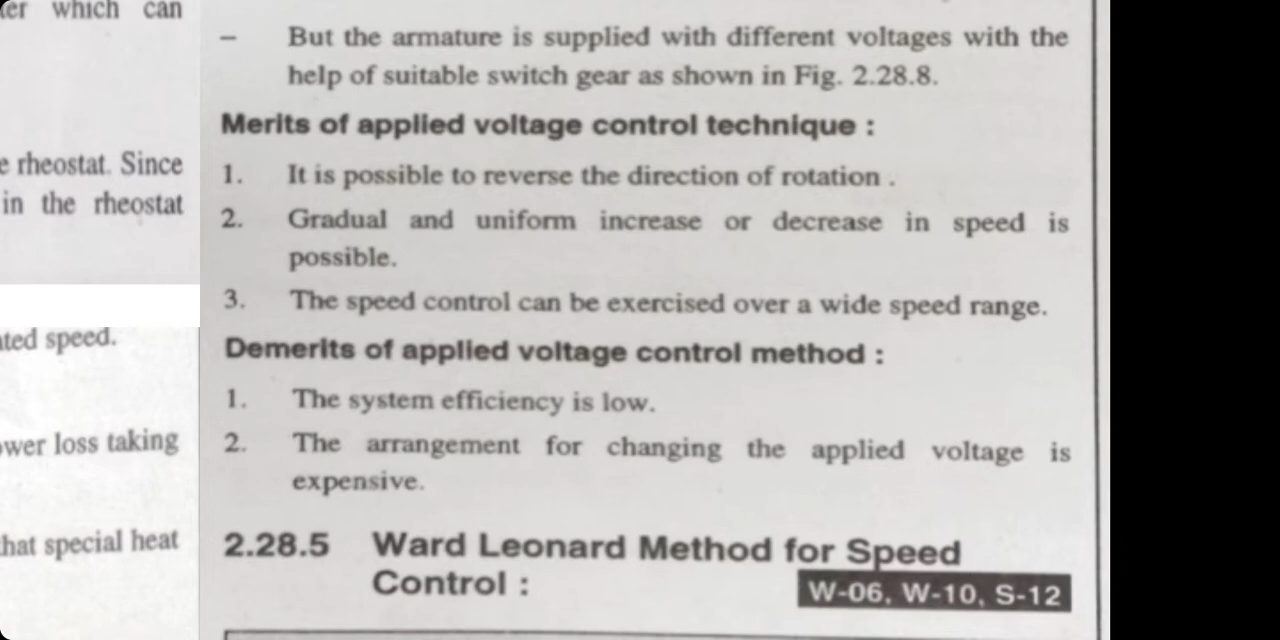 which can
e rheostat. Since
in the rheostat
speed.
loss taking
that special heat
– But the armature is supplied with different voltages with the
help of suitable switch gear as shown in Fig. 2.28.8.
Merits of applied voltage control technique :
1. It is possible to reverse the direction of rotation .
2. Gradual and uniform increase or decrease in speed is
possible.
3. The speed control can be exercised over a wide speed range.
Demerits of applied voltage control method :
1. The system efficiency is low.
2. The arrangement for changing the applied voltage is
expensive.
2.28.5 Ward Leonard Method for Speed
Control :
W-06, W-10, S-12